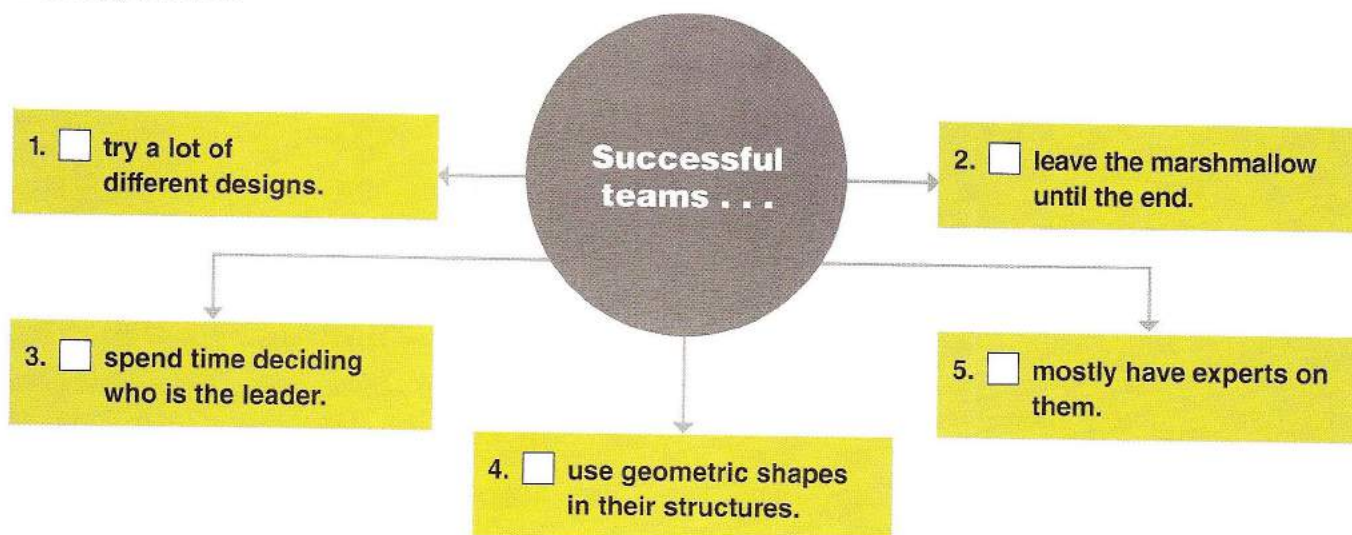 Successful
teams . . .
1. try a lot of
different designs.
2. leave the marshmallow
until the end.
3. spend time deciding
who is the leader.
4. use geometric shapes
in their structures.
5. mostly have experts on
them.